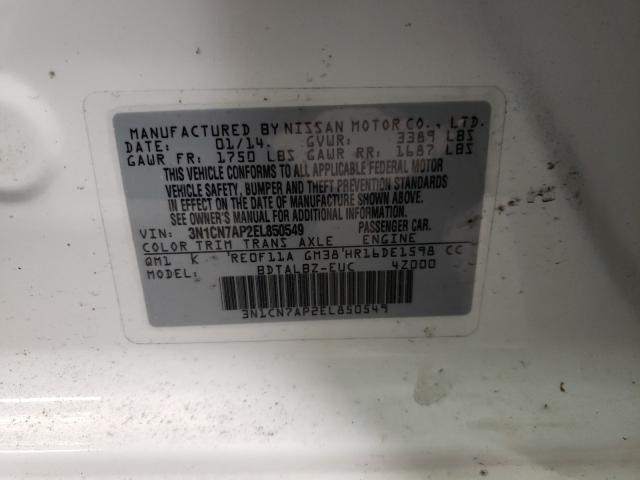 MANUFACTURED BY NISSAN MOTOR CO., LTD.
DATE: 01/14. GVWR: 3389 LBS
GAWR FR: 1750 LBS GAWR RR: 1687 LBS
THIS VEHICLE CONFORMS TO ALL APPLICABLE FEDERAL MOTOR
VEHICLE SAFETY, BUMPER AND THEFT PREVENTION STANDARDS
IN EFFECT ON THE DATE OF MANUFACTURE SHOWN ABOVE.
SEE OWNER'S MANUAL FOR ADDITIONAL INFORMATION.
VIN: 3N1CN7AP2EL850549 PASSENGER CAR.
COLOR TRIM TRANS AXLE ENGINE
QM1 K 'RE0F11A GM38'HR16DE1598 CC
MODEL: BDTALBZ-EUC 4Z000
3N1CN7AP2EL850549